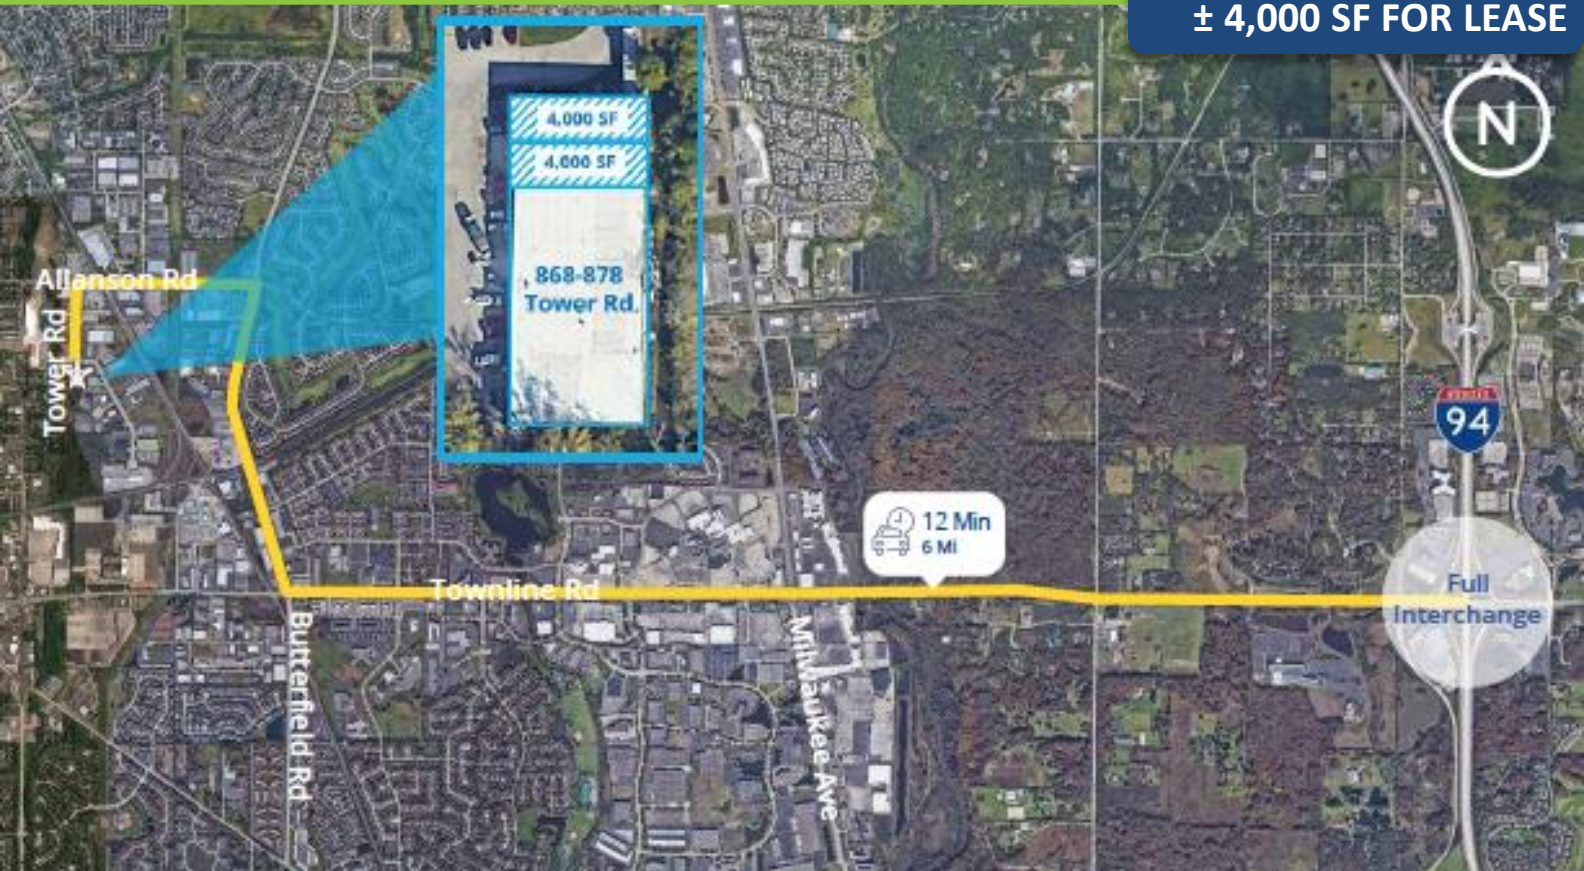 ± 4,000 SF FOR LEASE
N
4,000 SF
4,000 SF
868-878
Tower Rd.
Allanson Rd
Tower Rd
94
12 Min
6 Mi
Townline Rd
Full
Interchange
Butterfield Rd
Milwaukee Ave